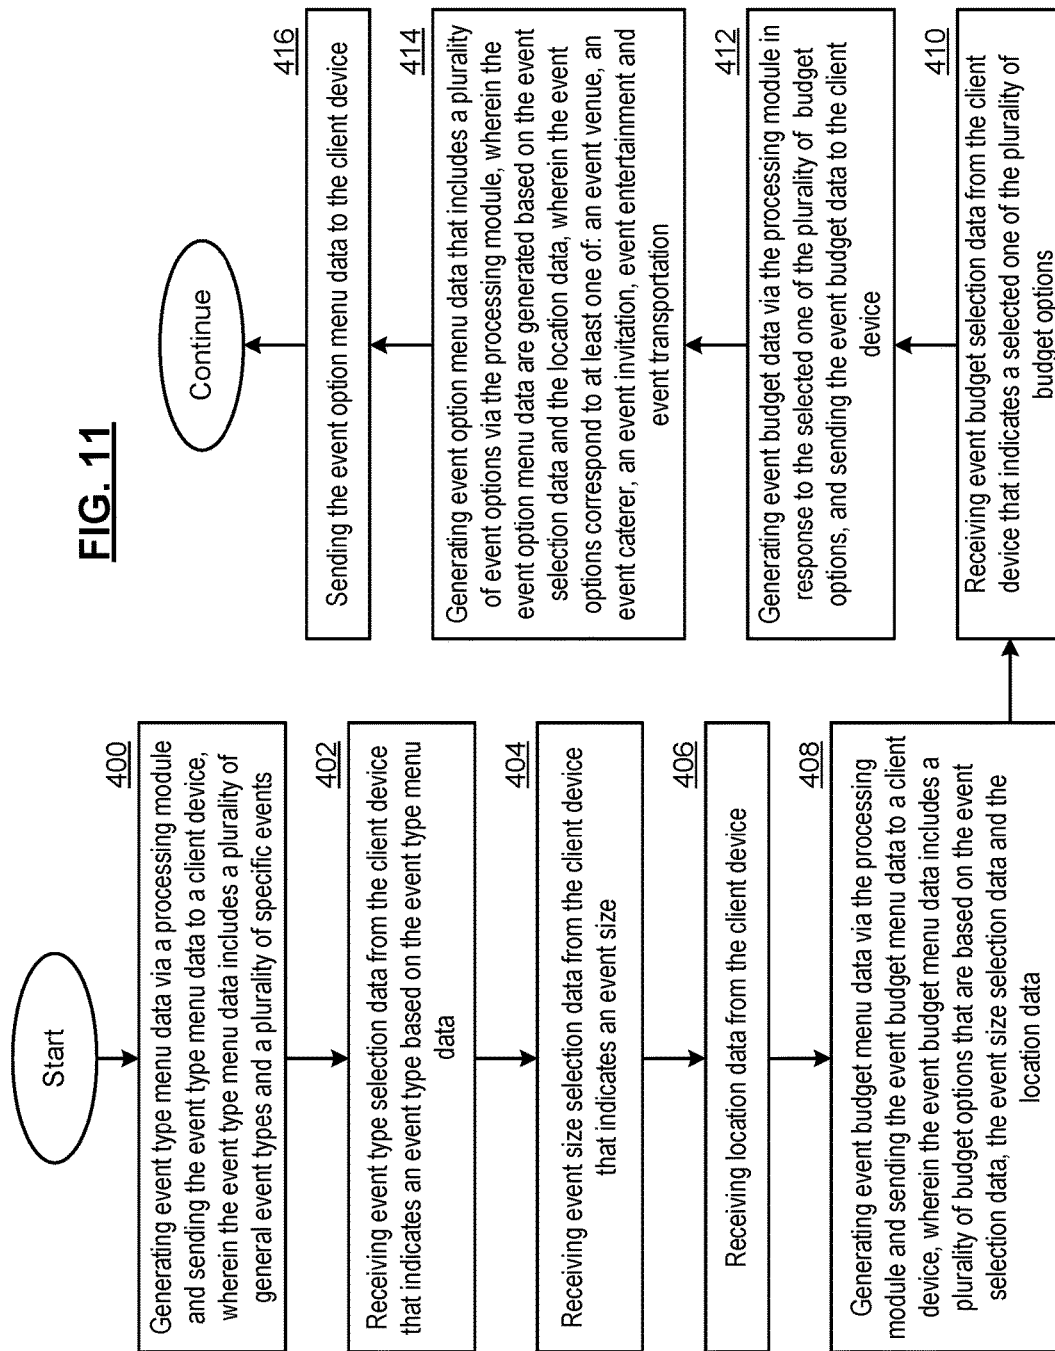 FIG. 11
Start
400
Generating event type menu data via a processing module
and sending the event type menu data to a client device,
wherein the event type menu data includes a plurality of
general event types and a plurality of specific events
402
Receiving event type selection data from the client device
that indicates an event type based on the event type menu
data
404
Receiving event size selection data from the client device
that indicates an event size
406
Receiving location data from the client device
408
Generating event budget menu data via the processing
module and sending the event budget menu data to a client
device, wherein the event budget menu data includes a
plurality of budget options that are based on the event
selection data, the event size selection data and the
location data
410
Receiving event budget selection data from the client
device that indicates a selected one of the plurality of
budget options
412
Generating event budget data via the processing module in
response to the selected one of the plurality of budget
options, and sending the event budget data to the client
device
414
Generating event option menu data that includes a plurality
of event options via the processing module, wherein the
event option menu data are generated based on the event
selection data and the location data, wherein the event
options correspond to at least one of: an event venue, an
event caterer, an event invitation, event entertainment and
event transportation
416
Sending the event option menu data to the client device
Continue